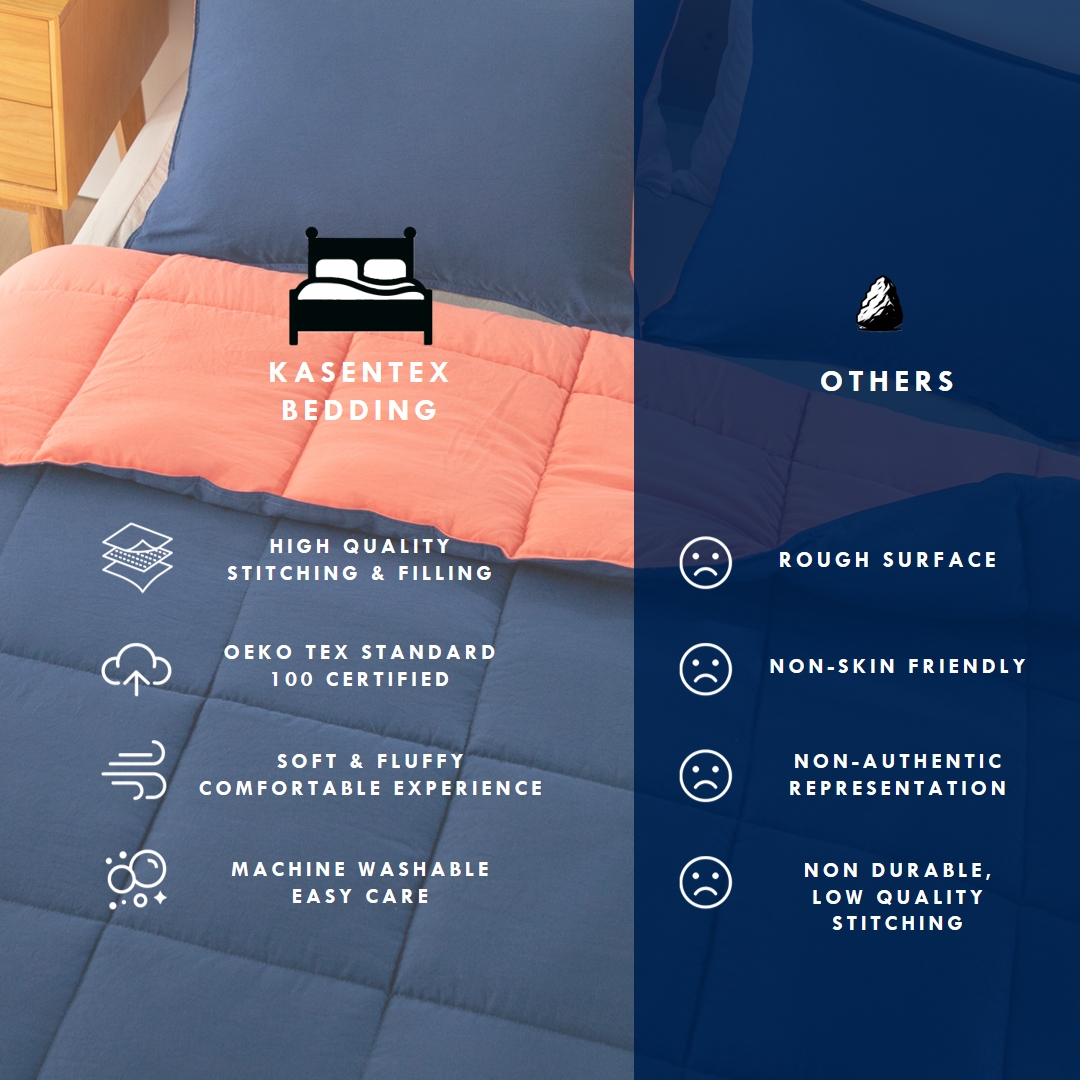 KASENTEX
BEDDING
HIGH QUALITY
STITCHING & FILLING
OEKO TEX STANDARD
100 CERTIFIED
SOFT & FLUFFY
COMFORTABLE EXPERIENCE
MACHINE WASHABLE
EASY CARE
OTHERS
ROUGH SURFACE
NON-SKIN FRIENDLY
NON-AUTHENTIC
REPRESENTATION
NON DURABLE,
LOW QUALITY
STITCHING